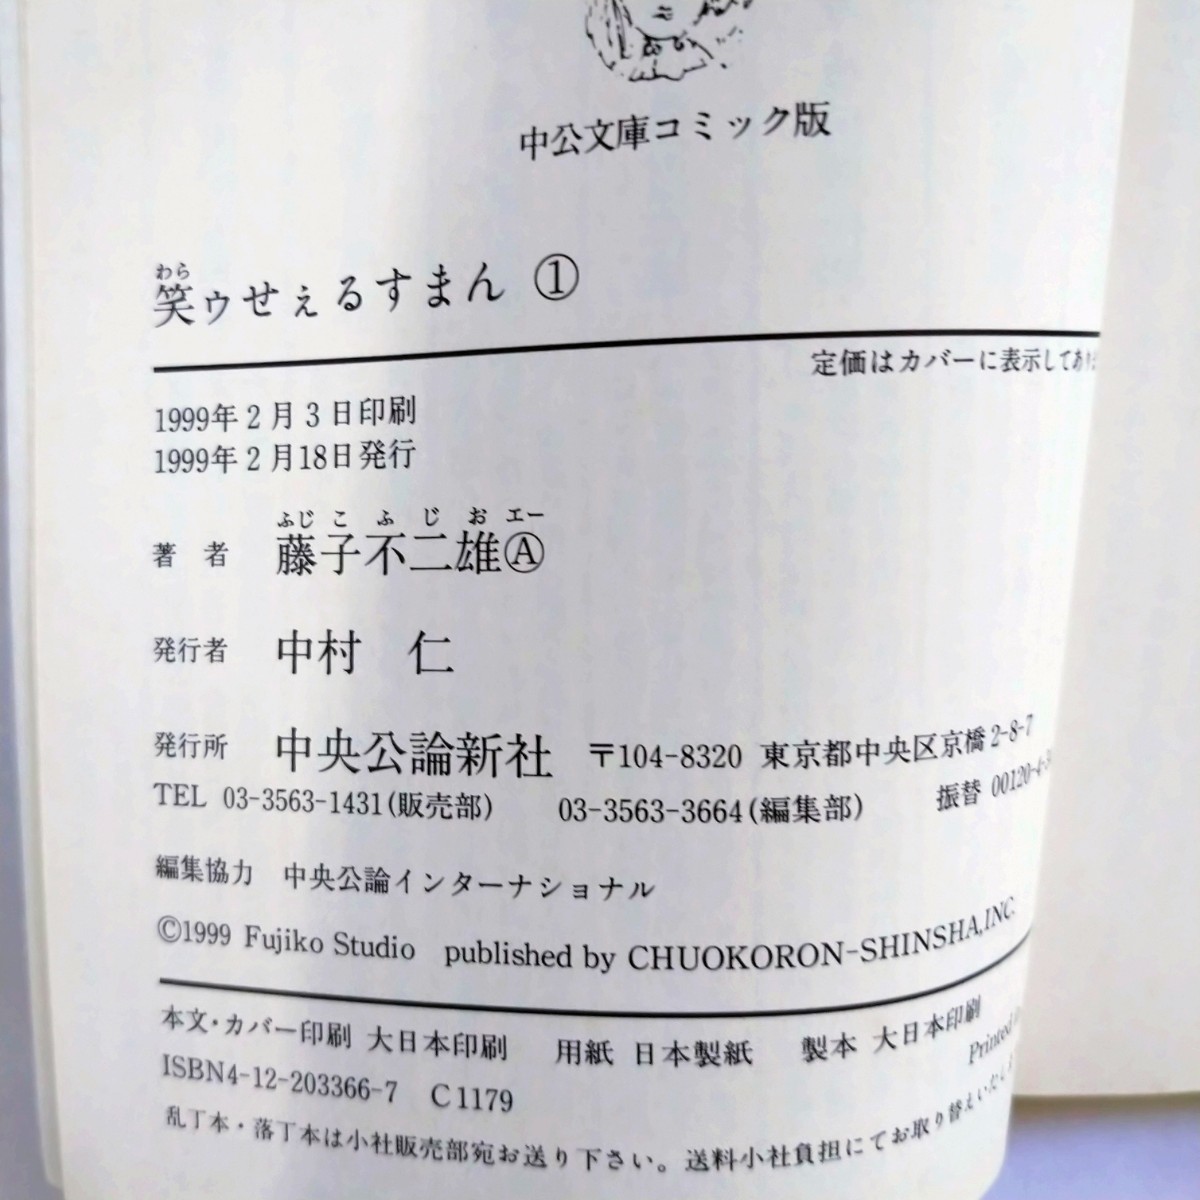 中公文庫コミック版
わら
笑ゥせぇるすまん ①
定価はカバーに表示してあり
1999年2月3日印刷
1999年2月18日発行
ふじ こ ふ じ お エー
著 者 藤子不二雄Ⓐ
発行者 中村 仁
発行所 中央公論新社 〒104-8320 東京都中央区京橋2-8-7
TEL 03-3563-1431(販売部) 03-3563-3664(編集部) 振替 00120-4-
編集協力 中央公論インターナショナル
©1999 Fujiko Studio published by CHUOKORON-SHINSHA,INC.
本文・カバー印刷 大日本印刷 用紙 日本製紙 製本 大日本印刷
ISBN4-12-203366-7 C1179 Printed
乱丁本・落丁本は小社販売部宛お送り下さい。送料小社負担にてお取り替えいたし